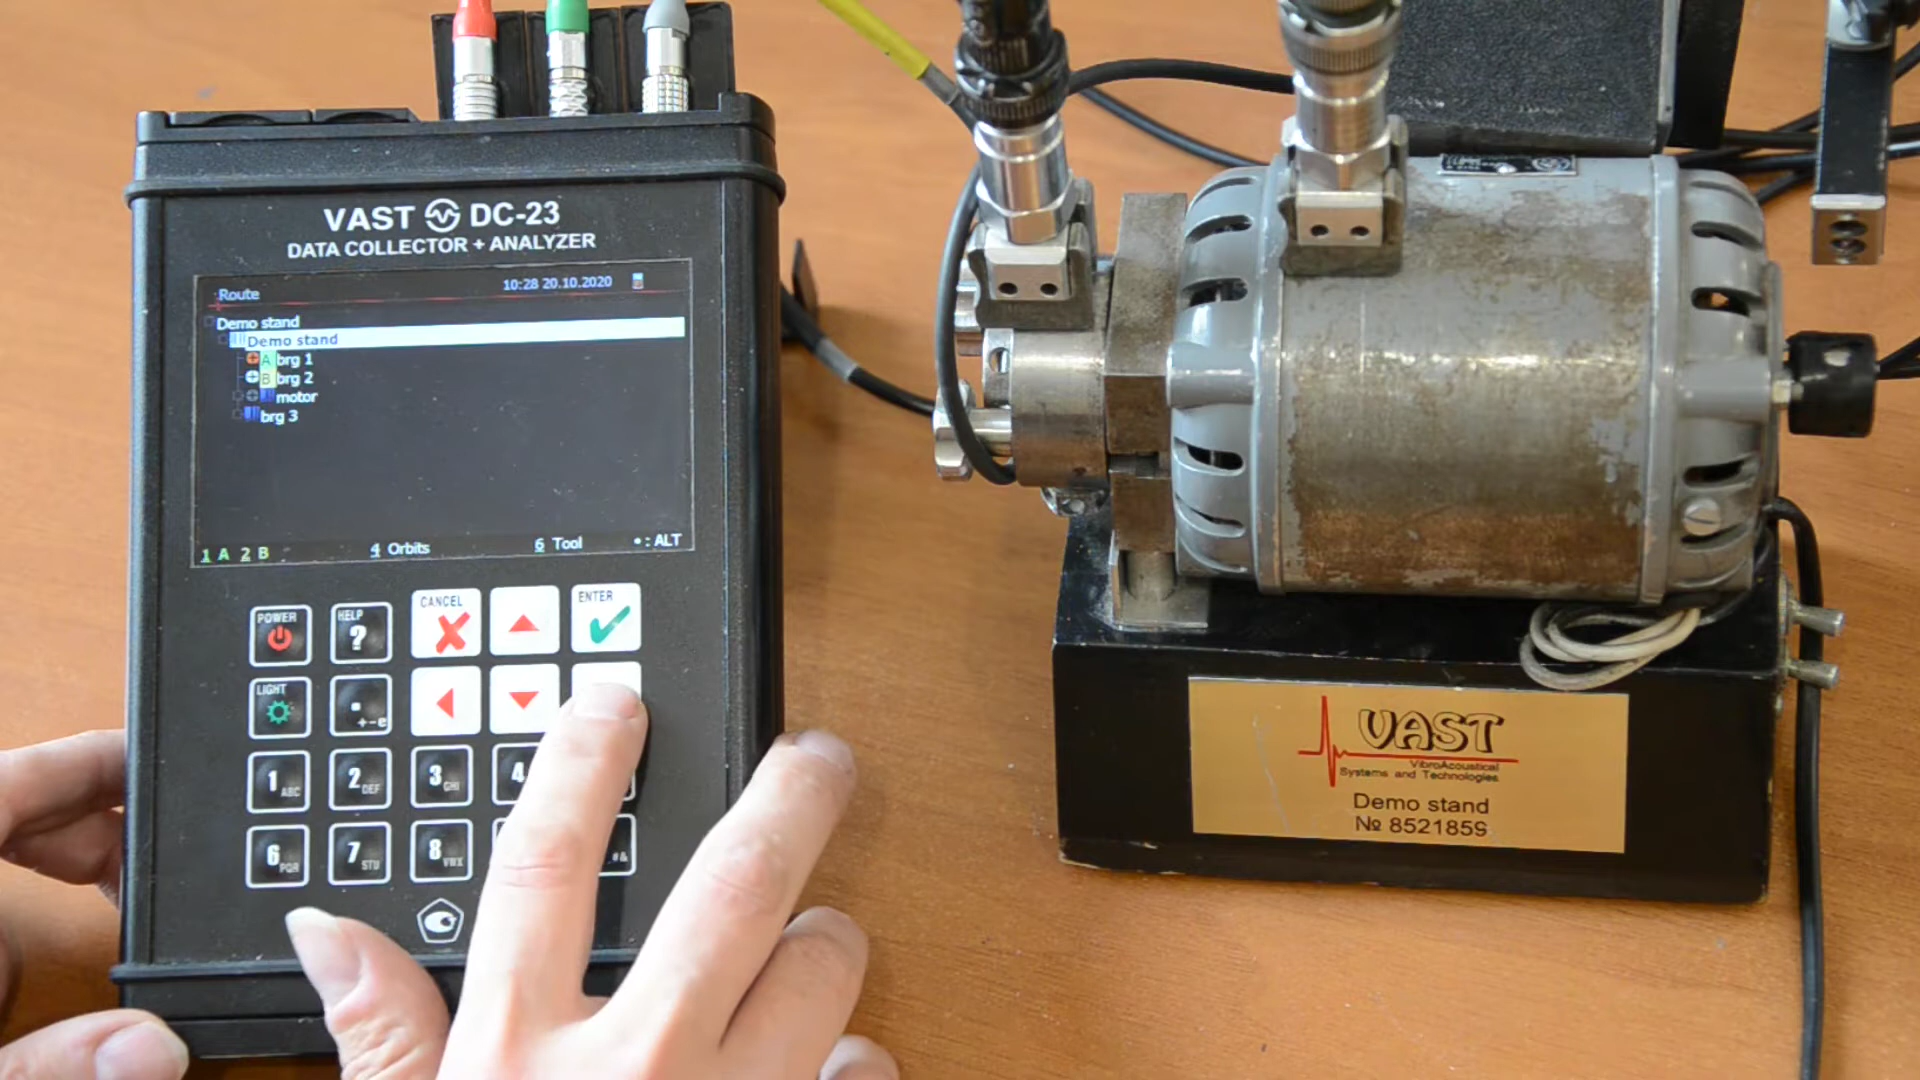 VAST DC-23
DATA COLLECTOR + ANALYZER
Route 10:28 20.10.2020
Demo stand
Demo stand
A brg 1
B brg 2
motor
brg 3
1 A 2 B 4 Orbits 6 Tool •:ALT
POWER HELP ? CANCEL ENTER
LIGHT . +-e
1 ABC 2 DEF 3 GHI 4
6 PQR 7 STU 8 VWX #&
VAST
VibroAcoustical
Systems and Technologies
Demo stand
№ 8521859